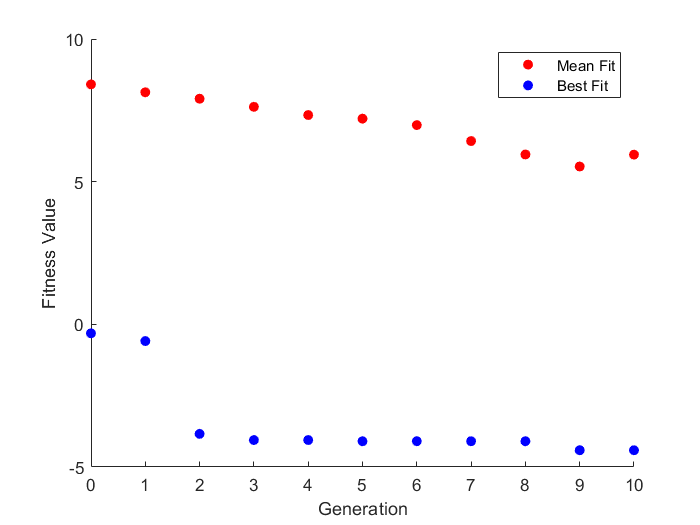 10
Mean Fit
Best Fit
5
Fitness Value
0
-5
0 1 2 3 4 5 6 7 8 9 10
Generation